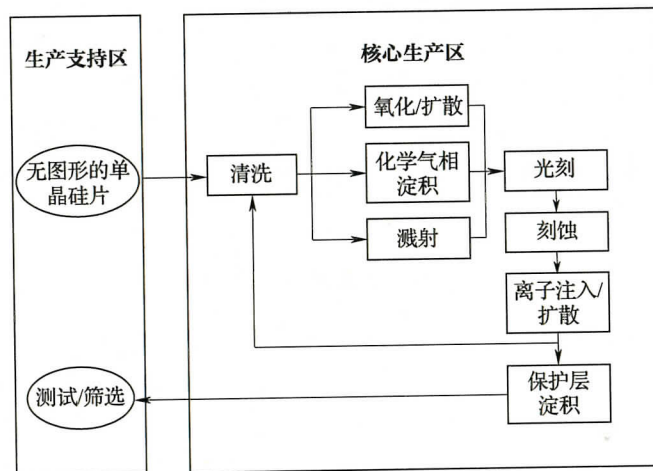 生产支持区
核心生产区
氧化/扩散
无图形的单
晶硅片
清洗
化学气相
淀积
光刻
溅射
刻蚀
离子注入/
扩散
测试/筛选
保护层
淀积